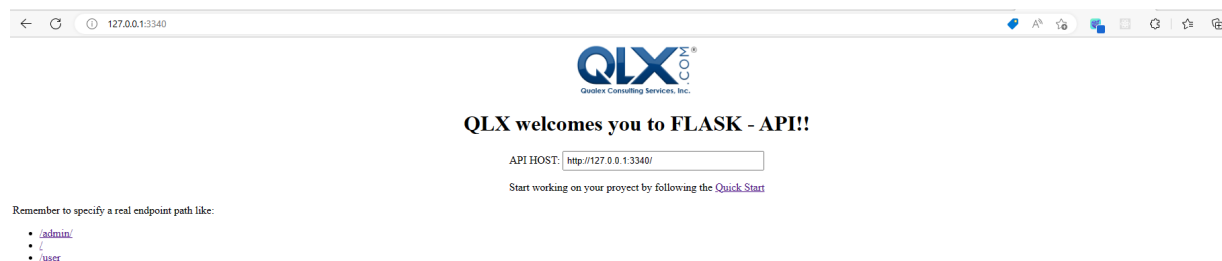 127.0.0.1:3340
QLX.COM®
Qualex Consulting Services, Inc.
QLX welcomes you to FLASK - API!!
API HOST: http://127.0.0.1:3340/
Start working on your proyect by following the Quick Start
Remember to specify a real endpoint path like:
/admin/
/
/user